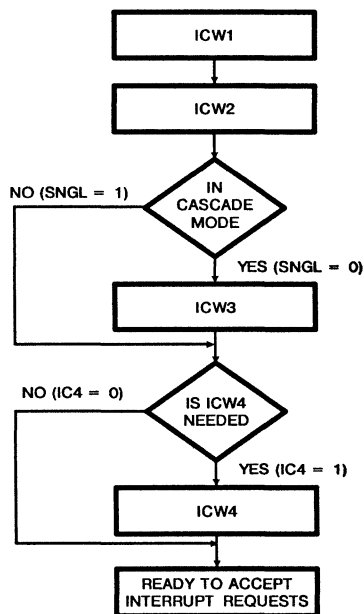 ICW1
ICW2
IN
CASCADE
MODE
NO (SNGL = 1)
YES (SNGL = 0)
ICW3
NO (IC4 = 0)
IS ICW4
NEEDED
YES (IC4 = 1)
ICW4
READY TO ACCEPT
INTERRUPT REQUESTS